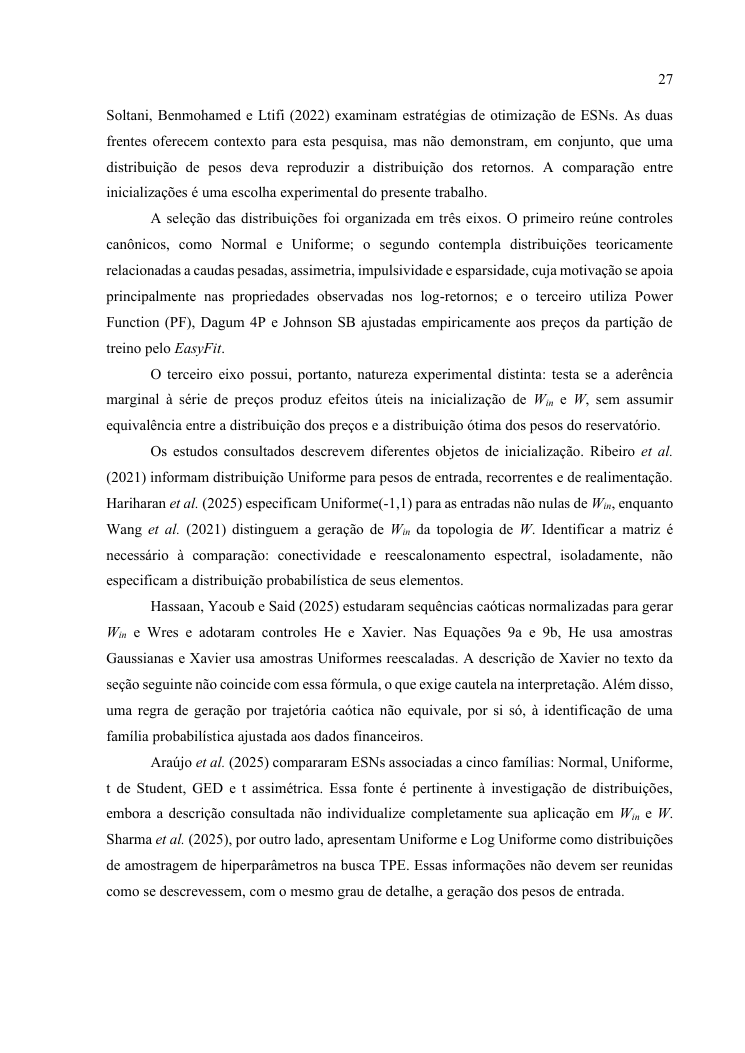 27
Soltani, Benmohamed e Ltifi (2022) examinam estratégias de otimização de ESNs. As duas
frentes oferecem contexto para esta pesquisa, mas não demonstram, em conjunto, que uma
distribuição de pesos deva reproduzir a distribuição dos retornos. A comparação entre
inicializações é uma escolha experimental do presente trabalho.
A seleção das distribuições foi organizada em três eixos. O primeiro reúne controles
canônicos, como Normal e Uniforme; o segundo contempla distribuições teoricamente
relacionadas a caudas pesadas, assimetria, impulsividade e esparsidade, cuja motivação se apoia
principalmente nas propriedades observadas nos log-retornos; e o terceiro utiliza Power
Function (PF), Dagum 4P e Johnson SB ajustadas empiricamente aos preços da partição de
treino pelo EasyFit.
O terceiro eixo possui, portanto, natureza experimental distinta: testa se a aderência
marginal à série de preços produz efeitos úteis na inicialização de Win e W, sem assumir
equivalência entre a distribuição dos preços e a distribuição ótima dos pesos do reservatório.
Os estudos consultados descrevem diferentes objetos de inicialização. Ribeiro et al.
(2021) informam distribuição Uniforme para pesos de entrada, recorrentes e de realimentação.
Hariharan et al. (2025) especificam Uniforme(-1,1) para as entradas não nulas de Win, enquanto
Wang et al. (2021) distinguem a geração de Win da topologia de W. Identificar a matriz é
necessário à comparação: conectividade e reescalonamento espectral, isoladamente, não
especificam a distribuição probabilística de seus elementos.
Hassaan, Yacoub e Said (2025) estudaram sequências caóticas normalizadas para gerar
Win e Wres e adotaram controles He e Xavier. Nas Equações 9a e 9b, He usa amostras
Gaussianas e Xavier usa amostras Uniformes reescaladas. A descrição de Xavier no texto da
seção seguinte não coincide com essa fórmula, o que exige cautela na interpretação. Além disso,
uma regra de geração por trajetória caótica não equivale, por si só, à identificação de uma
família probabilística ajustada aos dados financeiros.
Araújo et al. (2025) compararam ESNs associadas a cinco famílias: Normal, Uniforme,
t de Student, GED e t assimétrica. Essa fonte é pertinente à investigação de distribuições,
embora a descrição consultada não individualize completamente sua aplicação em Win e W.
Sharma et al. (2025), por outro lado, apresentam Uniforme e Log Uniforme como distribuições
de amostragem de hiperparâmetros na busca TPE. Essas informações não devem ser reunidas
como se descrevessem, com o mesmo grau de detalhe, a geração dos pesos de entrada.